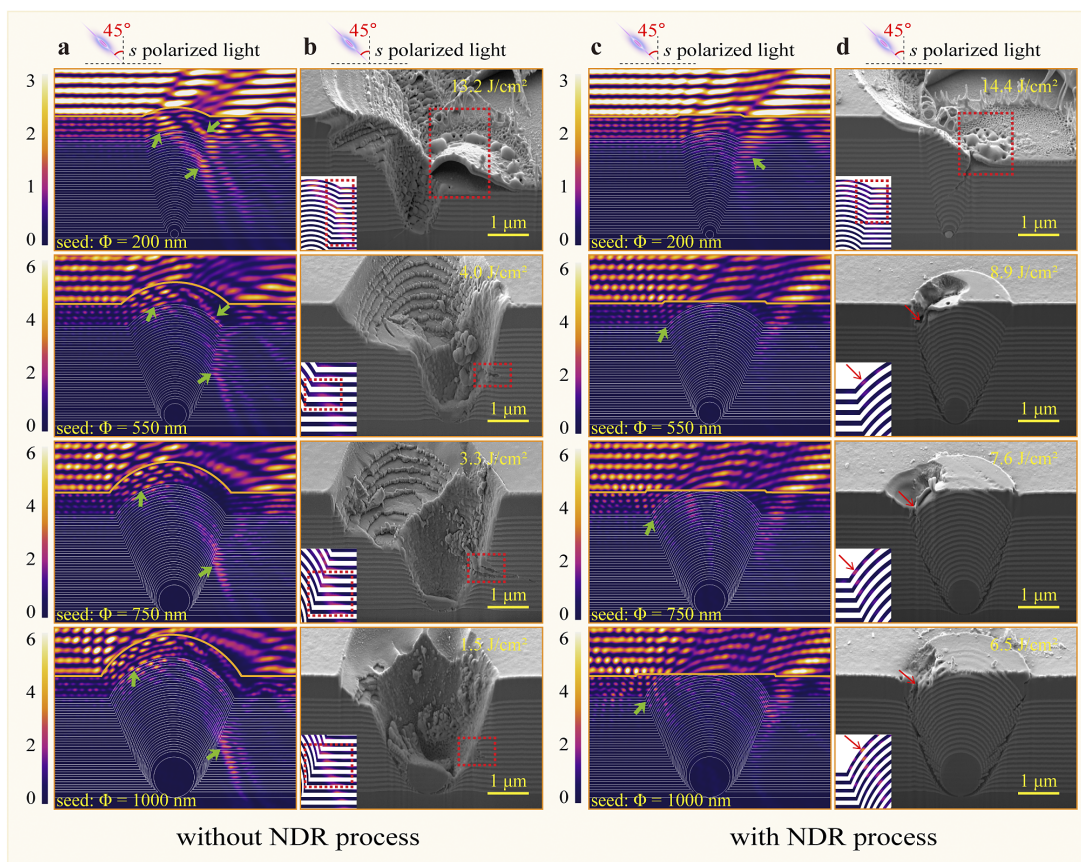 45° 45° 45° 45°
a s polarized light b s polarized light c s polarized light d s polarized light
3 2 1 0
seed: Φ = 200 nm
13.2 J/cm²
1 μm
3 2 1 0
seed: Φ = 200 nm
14.4 J/cm²
1 μm
6 4 2 0
seed: Φ = 550 nm
4.0 J/cm²
1 μm
6 4 2 0
seed: Φ = 550 nm
8.9 J/cm²
1 μm
6 4 2 0
seed: Φ = 750 nm
3.3 J/cm²
1 μm
6 4 2 0
seed: Φ = 750 nm
7.6 J/cm²
1 μm
6 4 2 0
seed: Φ = 1000 nm
1.5 J/cm²
1 μm
6 4 2 0
seed: Φ = 1000 nm
6.5 J/cm²
1 μm
without NDR process
with NDR process